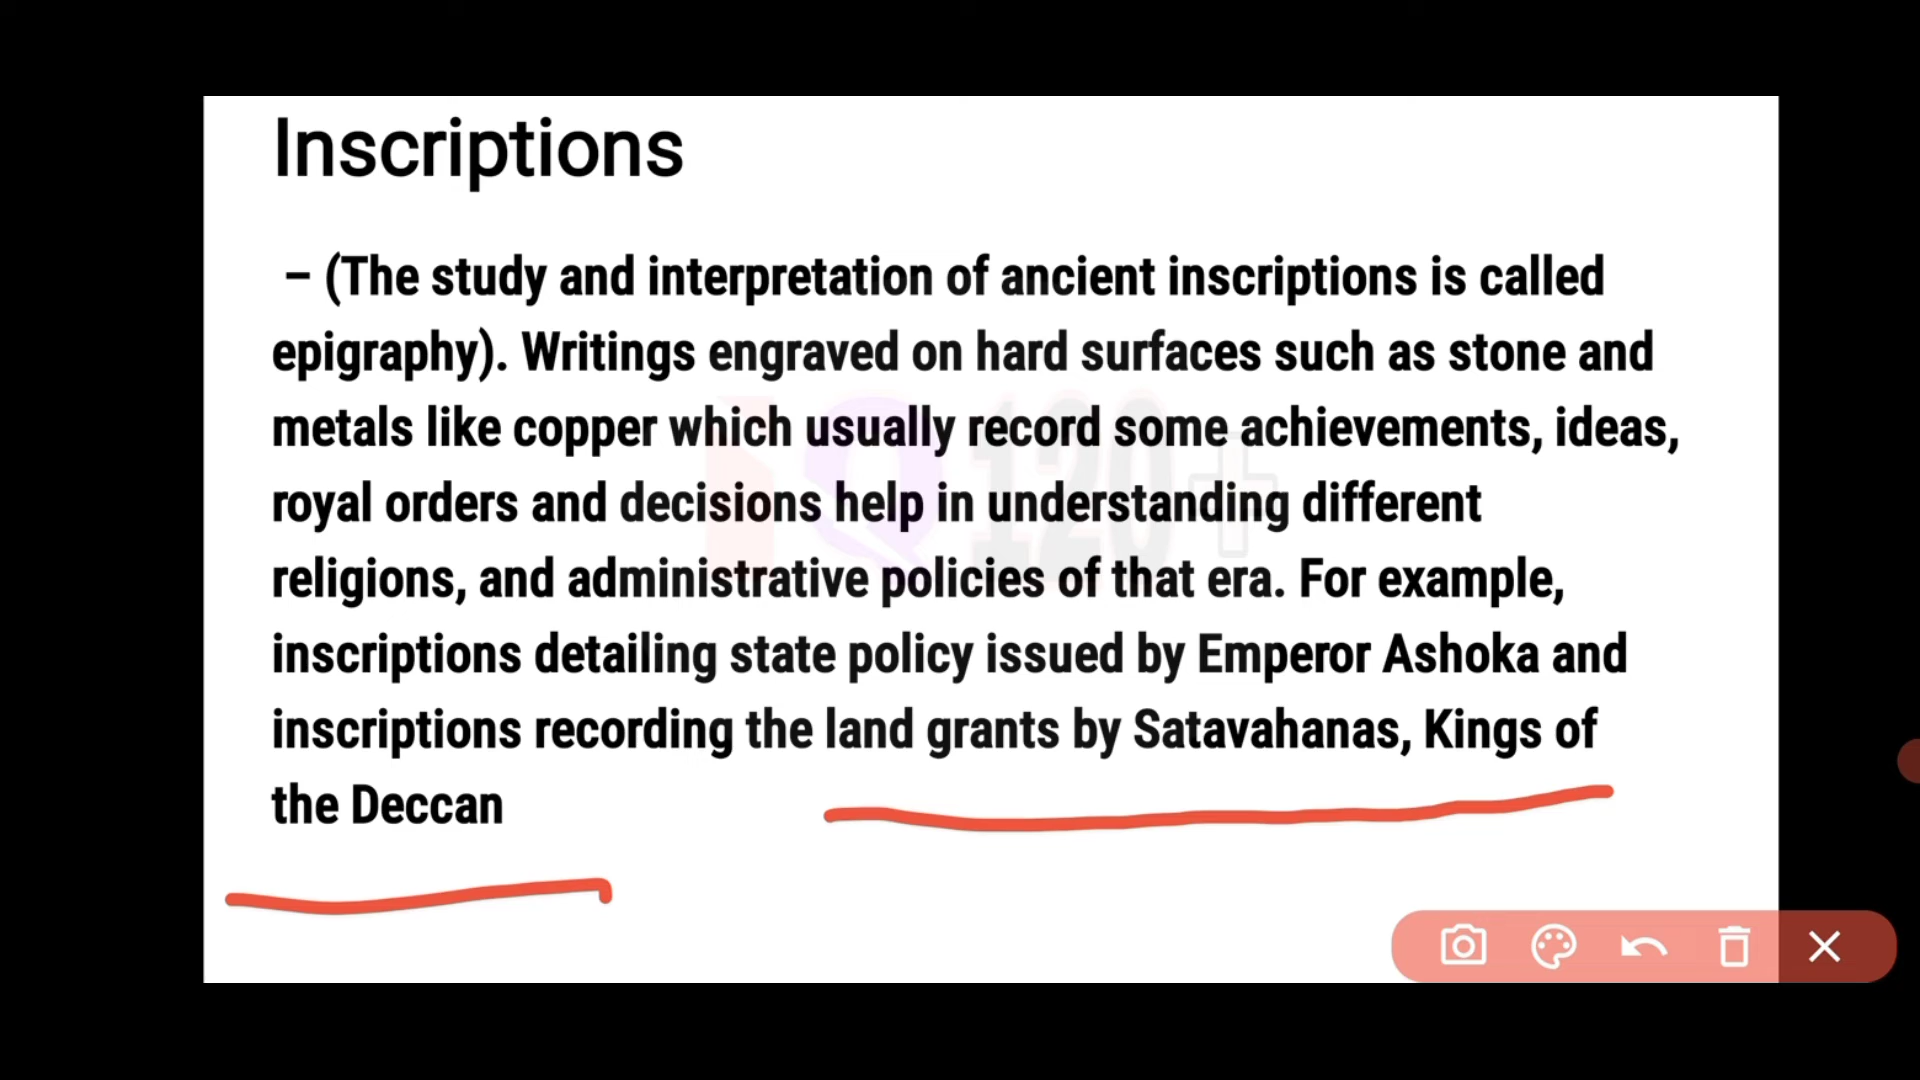 Inscriptions
– (The study and interpretation of ancient inscriptions is called
epigraphy). Writings engraved on hard surfaces such as stone and
metals like copper which usually record some achievements, ideas,
royal orders and decisions help in understanding different
religions, and administrative policies of that era. For example,
inscriptions detailing state policy issued by Emperor Ashoka and
inscriptions recording the land grants by Satavahanas, Kings of
the Deccan
IQ 120+